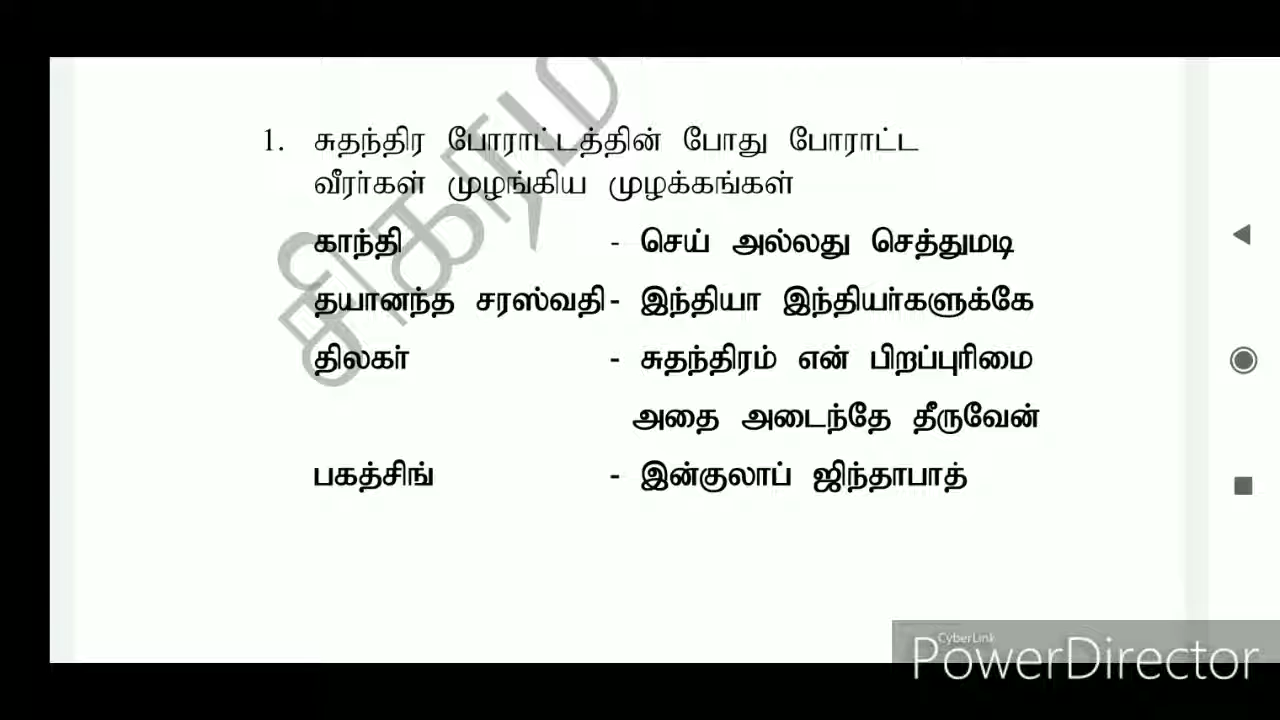 1. சுதந்திர போராட்டத்தின் போது போராட்ட
வீரர்கள் முழங்கிய முழக்கங்கள்
காந்தி - செய் அல்லது செத்துமடி
தயானந்த சரஸ்வதி - இந்தியா இந்தியர்களுக்கே
திலகர் - சுதந்திரம் என் பிறப்புரிமை
அதை அடைந்தே தீருவேன்
பகத்சிங் - இன்குலாப் ஜிந்தாபாத்
சிகரம்
CyberLink
PowerDirector